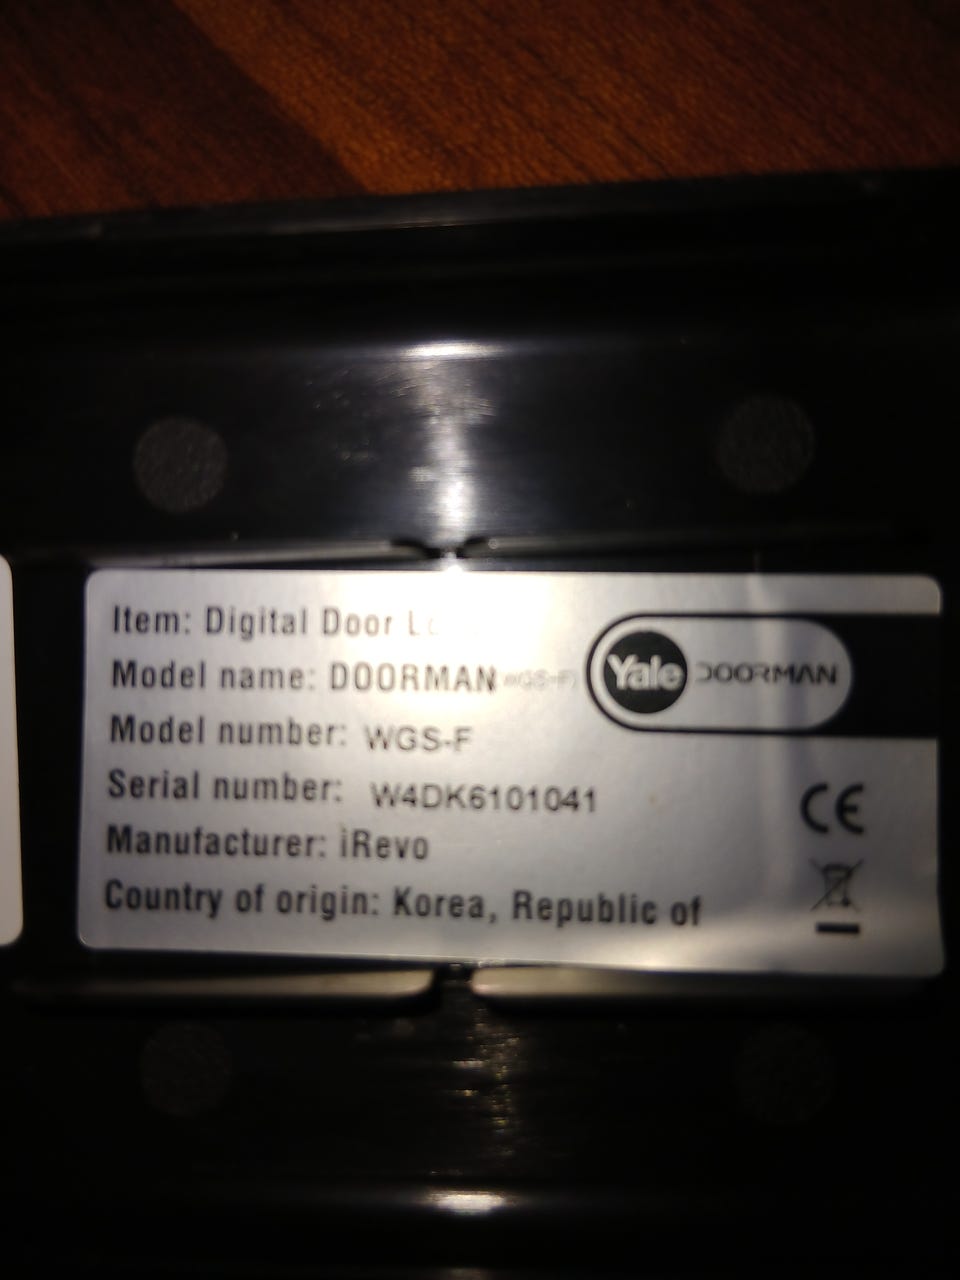 Item: Digital Door
Model name: DOORMAN (WGS-F)
Model number: WGS-F
Serial number: W4DK6101041
Manufacturer: iRevo
Country of origin: Korea, Republic of
Yale DOORMAN
CE